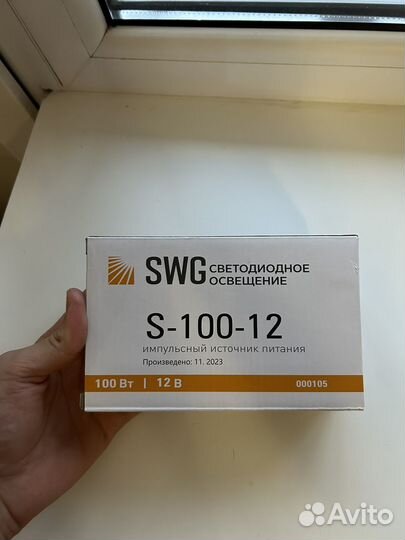 SWG СВЕТОДИОДНОЕ
ОСВЕЩЕНИЕ
S-100-12
импульсный источник питания
Произведено: 11. 2023
100 Вт | 12 В 000105
Avito